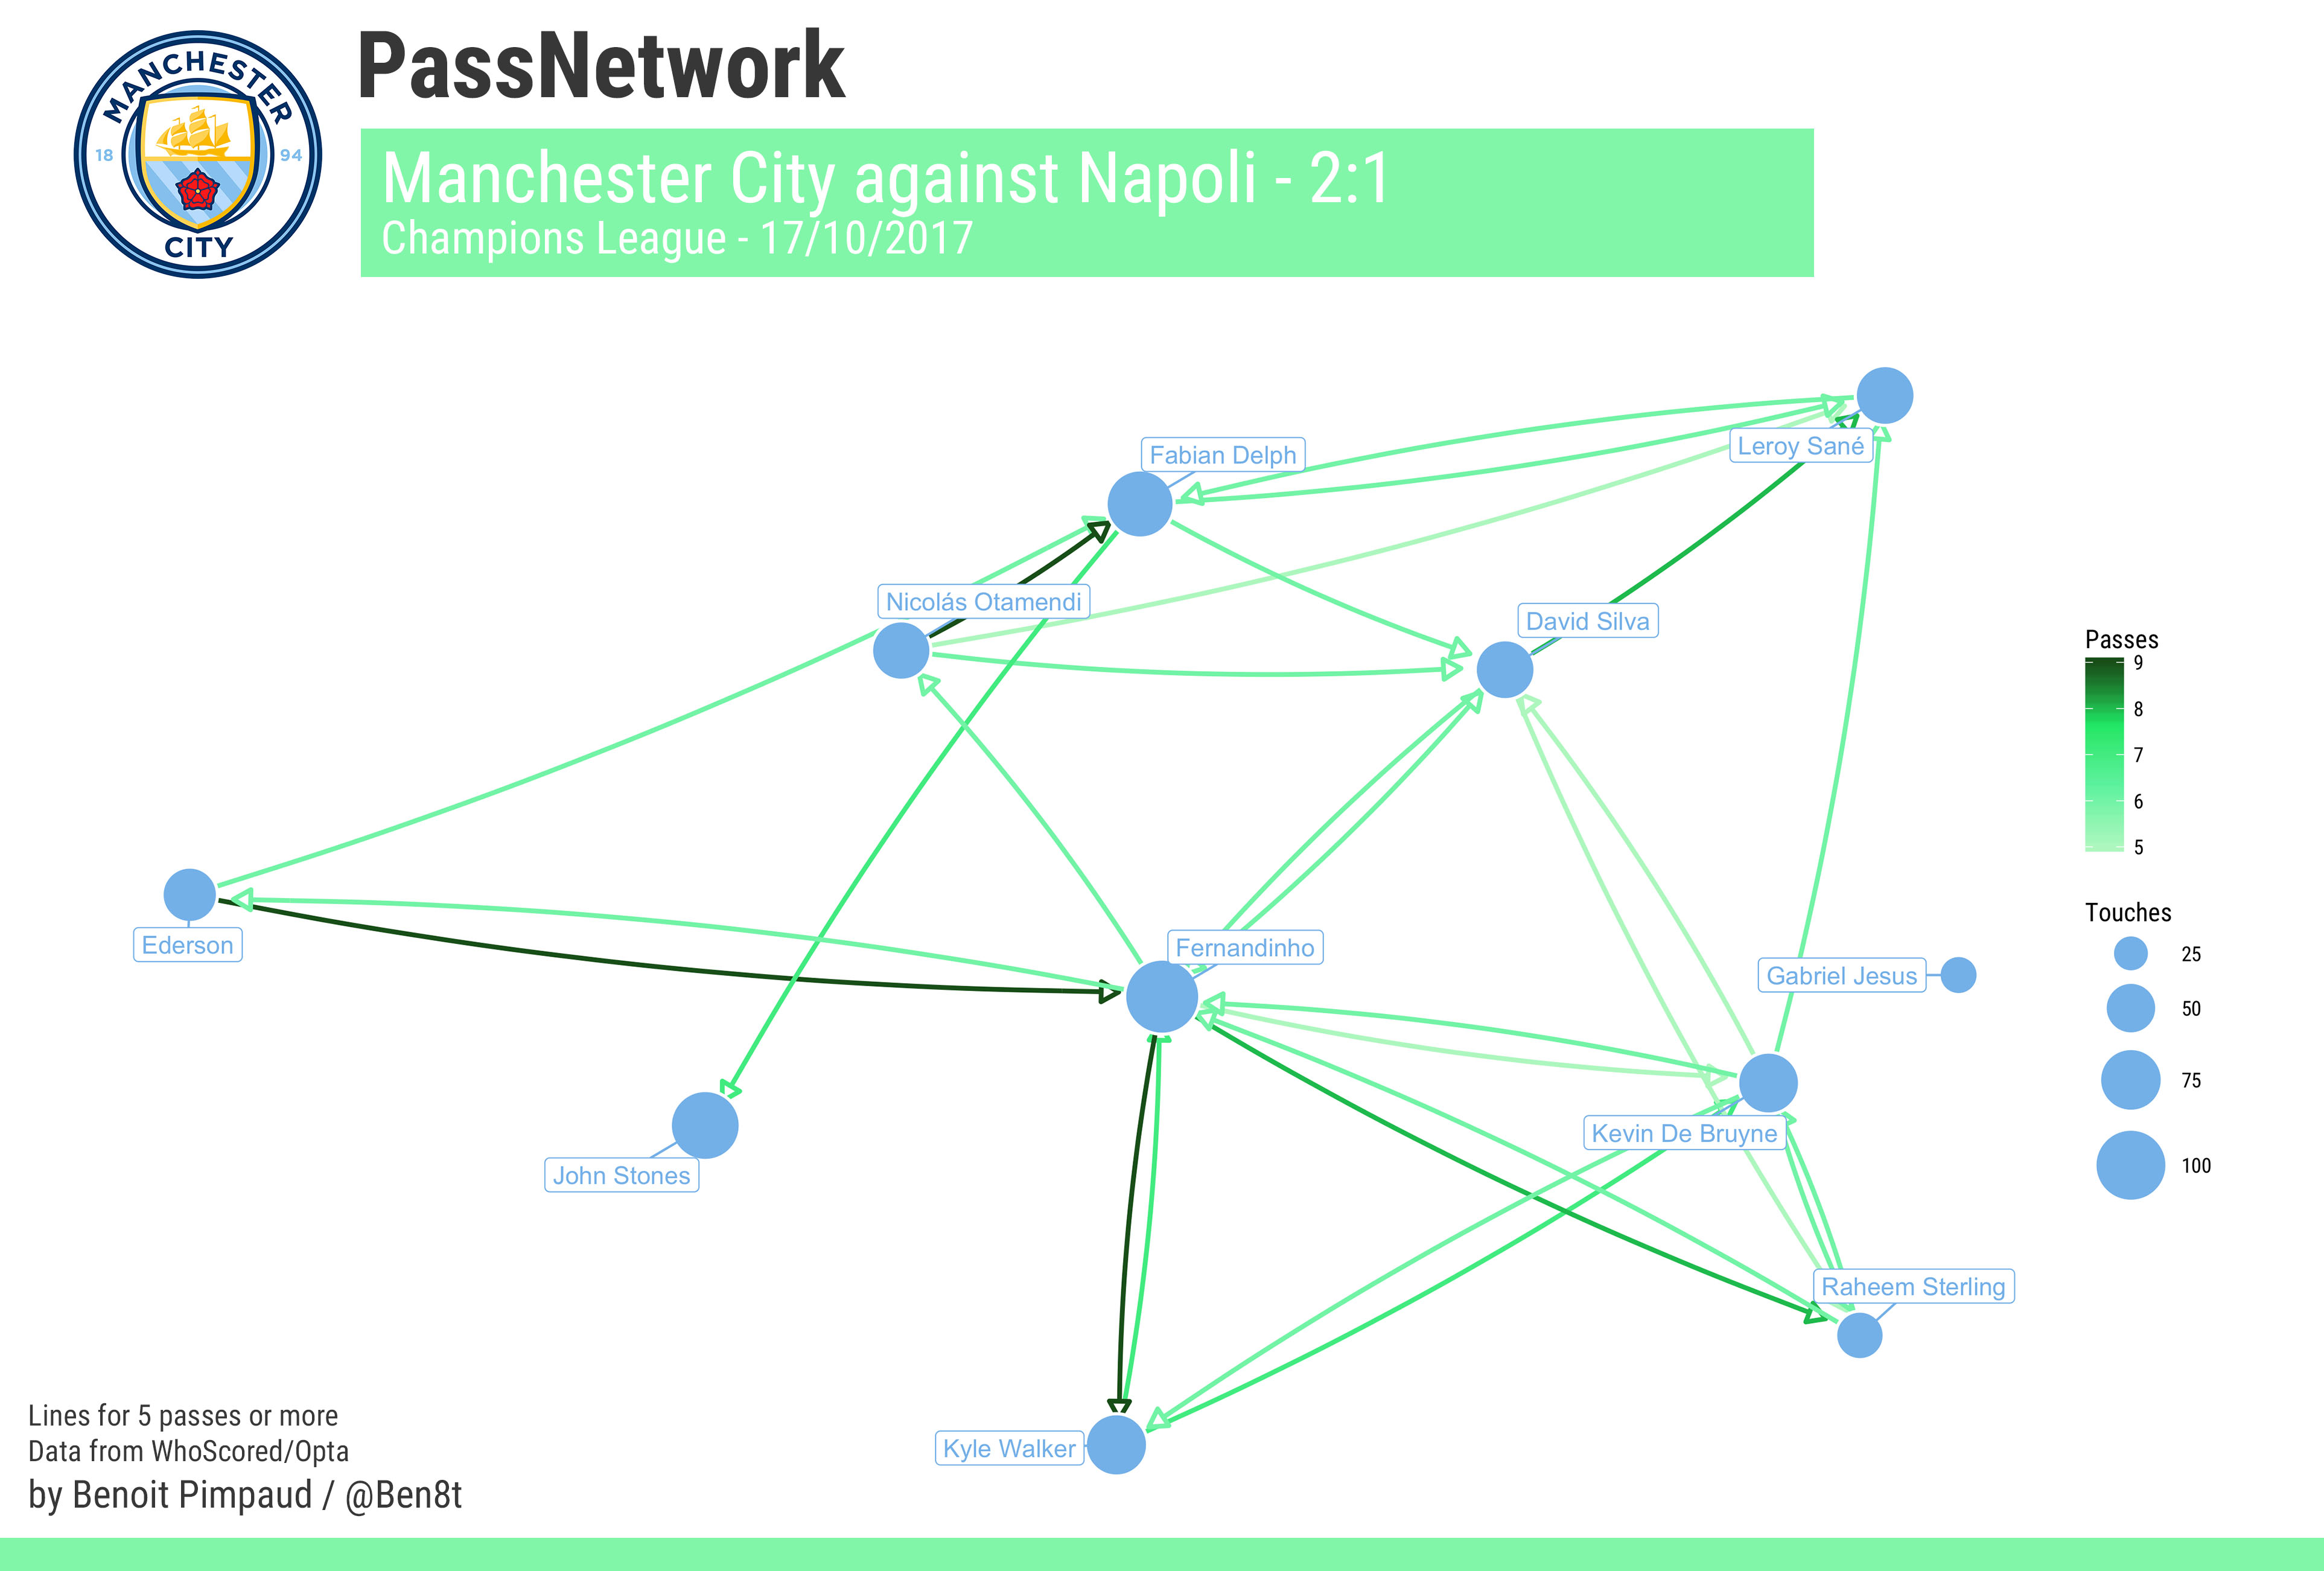 MANCHESTER
18 94
CITY
PassNetwork
Manchester City against Napoli - 2:1
Champions League - 17/10/2017
Leroy Sané
Fabian Delph
Nicolás Otamendi
David Silva
Ederson
Fernandinho
Gabriel Jesus
Kevin De Bruyne
John Stones
Raheem Sterling
Kyle Walker
Passes
9
8
7
6
5
Touches
25
50
75
100
Lines for 5 passes or more
Data from WhoScored/Opta
by Benoit Pimpaud / @Ben8t